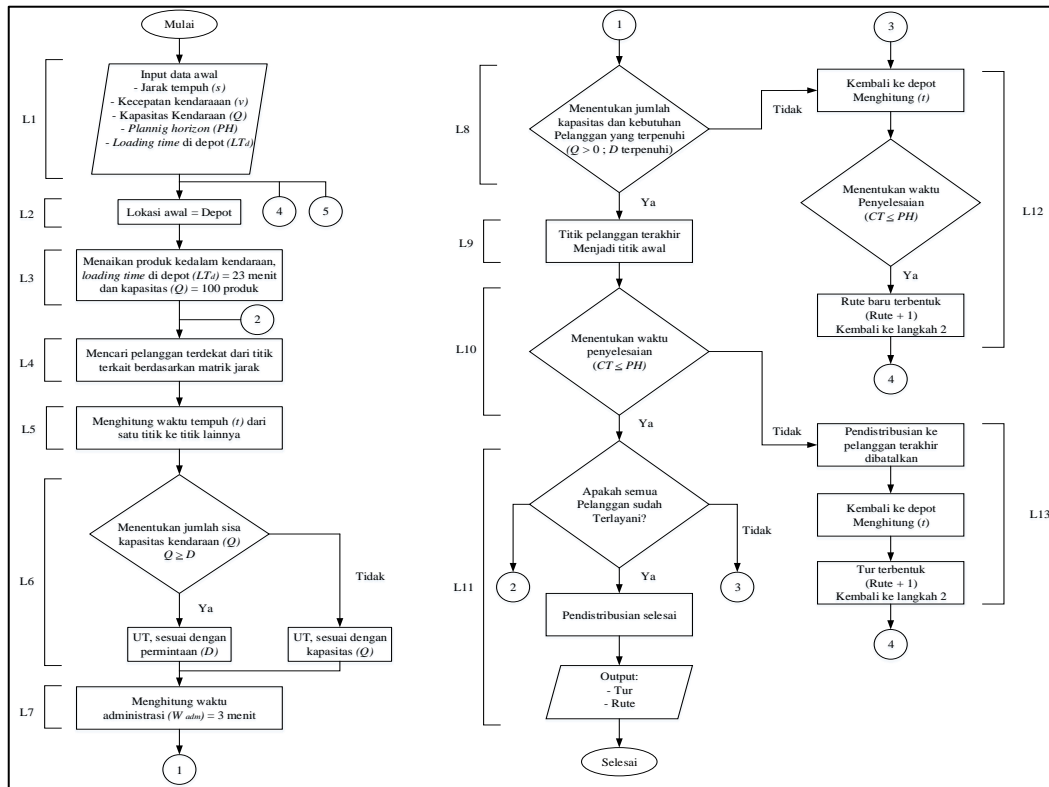 Mulai
L1
Input data awal
- Jarak tempuh (s)
- Kecepatan kendaraaan (v)
- Kapasitas Kendaraan (Q)
- Plannig horizon (PH)
- Loading time di depot (LTd)
4
5
L2
Lokasi awal = Depot
L3
Menaikan produk kedalam kendaraan,
loading time di depot (LTd) = 23 menit
dan kapasitas (Q) = 100 produk
2
L4
Mencari pelanggan terdekat dari titik
terkait berdasarkan matrik jarak
L5
Menghitung waktu tempuh (t) dari
satu titik ke titik lainnya
L6
Menentukan jumlah sisa
kapasitas kendaraan (Q)
Q ≥ D
Tidak
Ya
UT, sesuai dengan
permintaan (D)
UT, sesuai dengan
kapasitas (Q)
L7
Menghitung waktu
administrasi (W adm) = 3 menit
1
1
L8
Menentukan jumlah
kapasitas dan kebutuhan
Pelanggan yang terpenuhi
(Q > 0 ; D terpenuhi)
Tidak
Ya
L9
Titik pelanggan terakhir
Menjadi titik awal
L10
Menentukan waktu
penyelesaian
(CT ≤ PH)
Tidak
Ya
L11
Apakah semua
Pelanggan sudah
Terlayani?
Tidak
2
Ya
3
Pendistribusian selesai
Output:
- Tur
- Rute
Selesai
3
Kembali ke depot
Menghitung (t)
L12
Menentukan waktu
Penyelesaian
(CT ≤ PH)
Ya
Rute baru terbentuk
(Rute + 1)
Kembali ke langkah 2
4
Pendistribusian ke
pelanggan terakhir
dibatalkan
L13
Kembali ke depot
Menghitung (t)
Tur terbentuk
(Rute + 1)
Kembali ke langkah 2
4